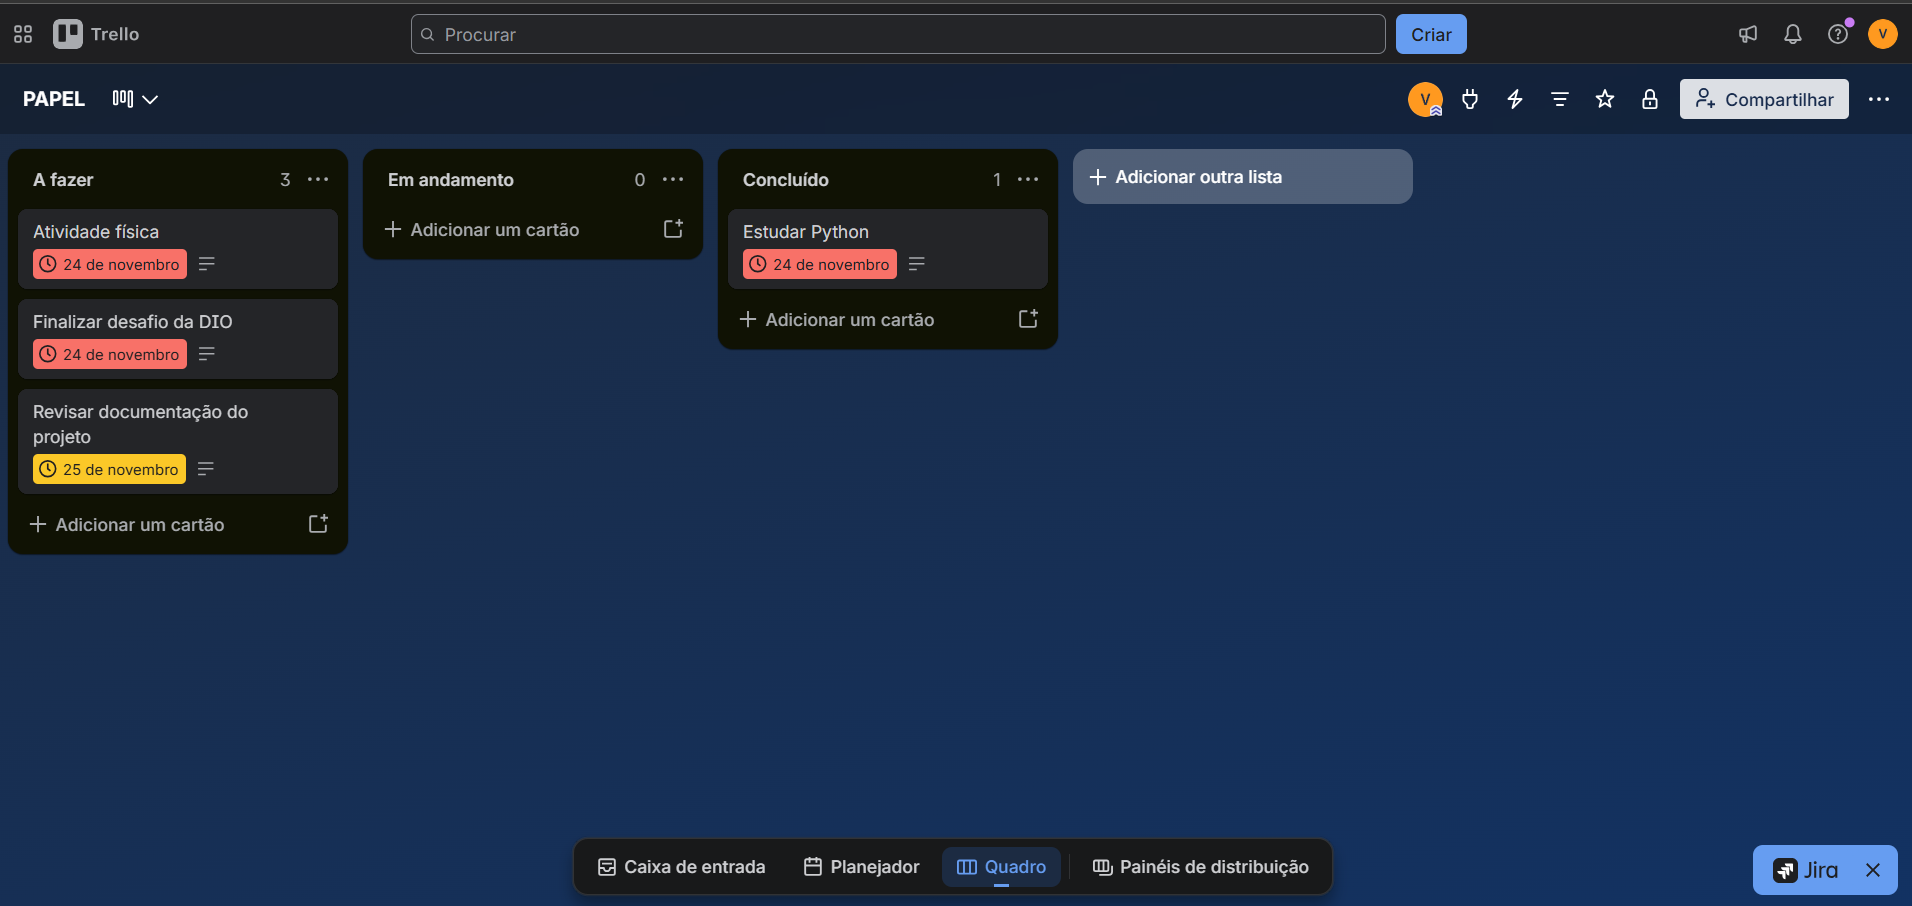 Trello
Procurar
Criar
V
PAPEL
V
Compartilhar
A fazer 3
Atividade física
24 de novembro
Finalizar desafio da DIO
24 de novembro
Revisar documentação do
projeto
25 de novembro
Adicionar um cartão
Em andamento 0
Adicionar um cartão
Concluído 1
Estudar Python
24 de novembro
Adicionar um cartão
Adicionar outra lista
Caixa de entrada
Planejador
Quadro
Painéis de distribuição
Jira